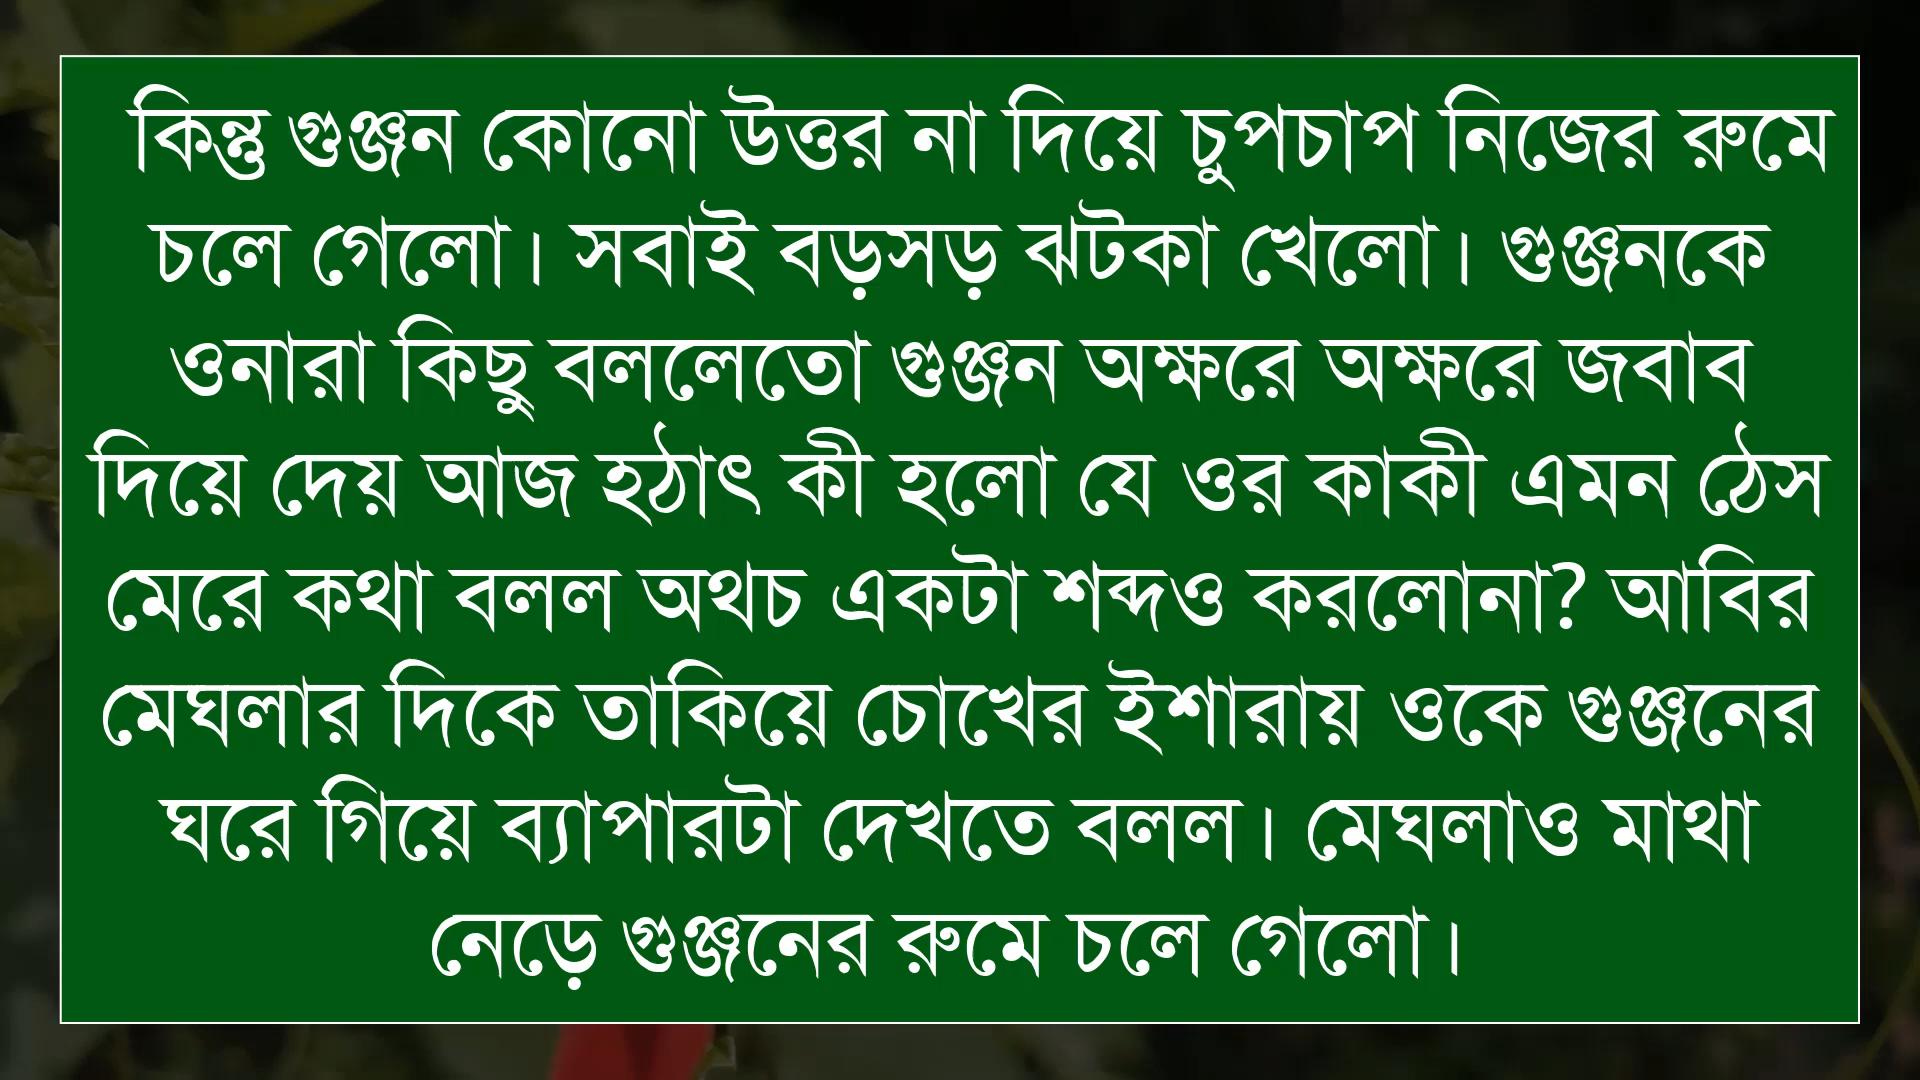 কিন্তু গুঞ্জন কোনো উত্তর না দিয়ে চুপচাপ নিজের রুমে
চলে গেলো। সবাই বড়সড় ঝটকা খেলো। গুঞ্জনকে
ওনারা কিছু বললেতো গুঞ্জন অক্ষরে অক্ষরে জবাব
দিয়ে দেয় আজ হঠাৎ কী হলো যে ওর কাকী এমন ঠেস
মেরে কথা বলল অথচ একটা শব্দও করলোনা? আবির
মেঘলার দিকে তাকিয়ে চোখের ইশারায় ওকে গুঞ্জনের
ঘরে গিয়ে ব্যাপারটা দেখতে বলল। মেঘলাও মাথা
নেড়ে গুঞ্জনের রুমে চলে গেলো।